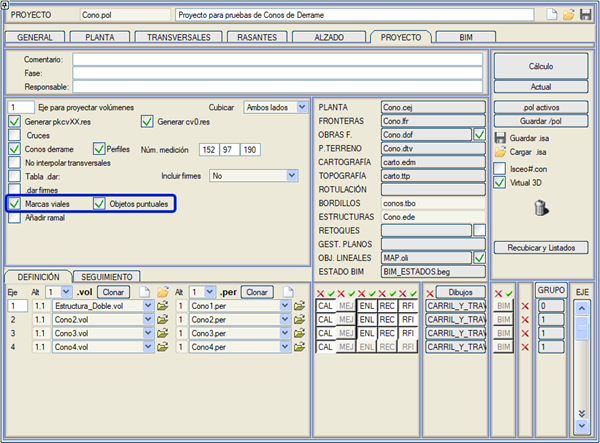 PROYECTO Cono.pol Proyecto para pruebas de Conos de Derrame
GENERAL PLANTA TRANSVERSALES RASANTES ALZADO PROYECTO BIM
Comentario:
Fase:
Responsable:
Cálculo
Actual
1 Eje para proyectar volúmenes Cubicar Ambos lados
Generar pkcvXX.res Generar cv0.res
Cruces
Conos derrame Perfiles Núm. medición 152 97 190
No interpolar transversales
Tabla .dar: Incluir firmes No
.dar firmes
Marcas viales Objetos puntuales
Añadir ramal
PLANTA Cono.cej
FRONTERAS Cono.lfr
OBRAS F. Cono.dof
P.TERRENO Cono.dtv
CARTOGRAFÍA carto.edm
TOPOGRAFÍA carto.ttp
ROTULACIÓN
BORDILLOS conos.tbo
ESTRUCTURAS Cono.ede
RETOQUES
GEST. PLANOS
OBJ. LINEALES MAP.oli
ESTADO BIM BIM_ESTADOS.beg
.pol activos
Guardar /pol
Guardar .isa
Cargar .isa
Isceo#.con
Virtual 3D
Recubicar y Listados
DEFINICIÓN SEGUIMIENTO
Eje Alt 1 .vol Clonar Alt 1 .per Clonar Dibujos GRUPO EJE
1 1.1 Estructura_Doble.vol 1 Cono1.per CAL MEJ ENL REC RFI CARRIL_Y_TRAV BIM 0
2 1.1 Cono2.vol 1 Cono2.per CAL MEJ ENL REC RFI CARRIL_Y_TRAV BIM 1
3 1.1 Cono3.vol 1 Cono3.per CAL MEJ ENL REC RFI CARRIL_Y_TRAV BIM 1
4 1.1 Cono4.vol 1 Cono4.per CAL MEJ ENL REC RFI CARRIL_Y_TRAV BIM 1